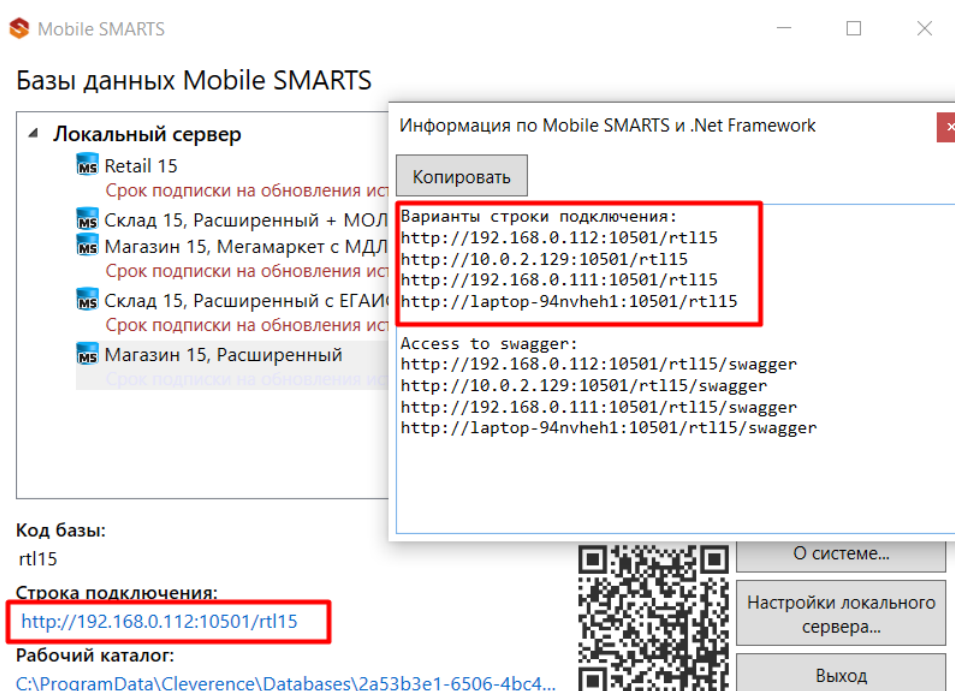 Mobile SMARTS
Базы данных Mobile SMARTS
Локальный сервер
Retail 15
Срок подписки на обновления ис
Склад 15, Расширенный + МОЛ
Магазин 15, Мегамаркет с МДЛ
Срок подписки на обновления ис
Склад 15, Расширенный с ЕГАИ
Срок подписки на обновления ис
Магазин 15, Расширенный
Срок подписки на обновления ис
Информация по Mobile SMARTS и .Net Framework
Копировать
Варианты строки подключения:
http://192.168.0.112:10501/rtl15
http://10.0.2.129:10501/rtl15
http://192.168.0.111:10501/rtl15
http://laptop-94nvheh1:10501/rtl15
Access to swagger:
http://192.168.0.112:10501/rtl15/swagger
http://10.0.2.129:10501/rtl15/swagger
http://192.168.0.111:10501/rtl15/swagger
http://laptop-94nvheh1:10501/rtl15/swagger
Код базы:
rtl15
Строка подключения:
http://192.168.0.112:10501/rtl15
Рабочий каталог:
C:\ProgramData\Cleverence\Databases\2a53b3e1-6506-4bc4...
О системе...
Настройки локального
сервера...
Выход